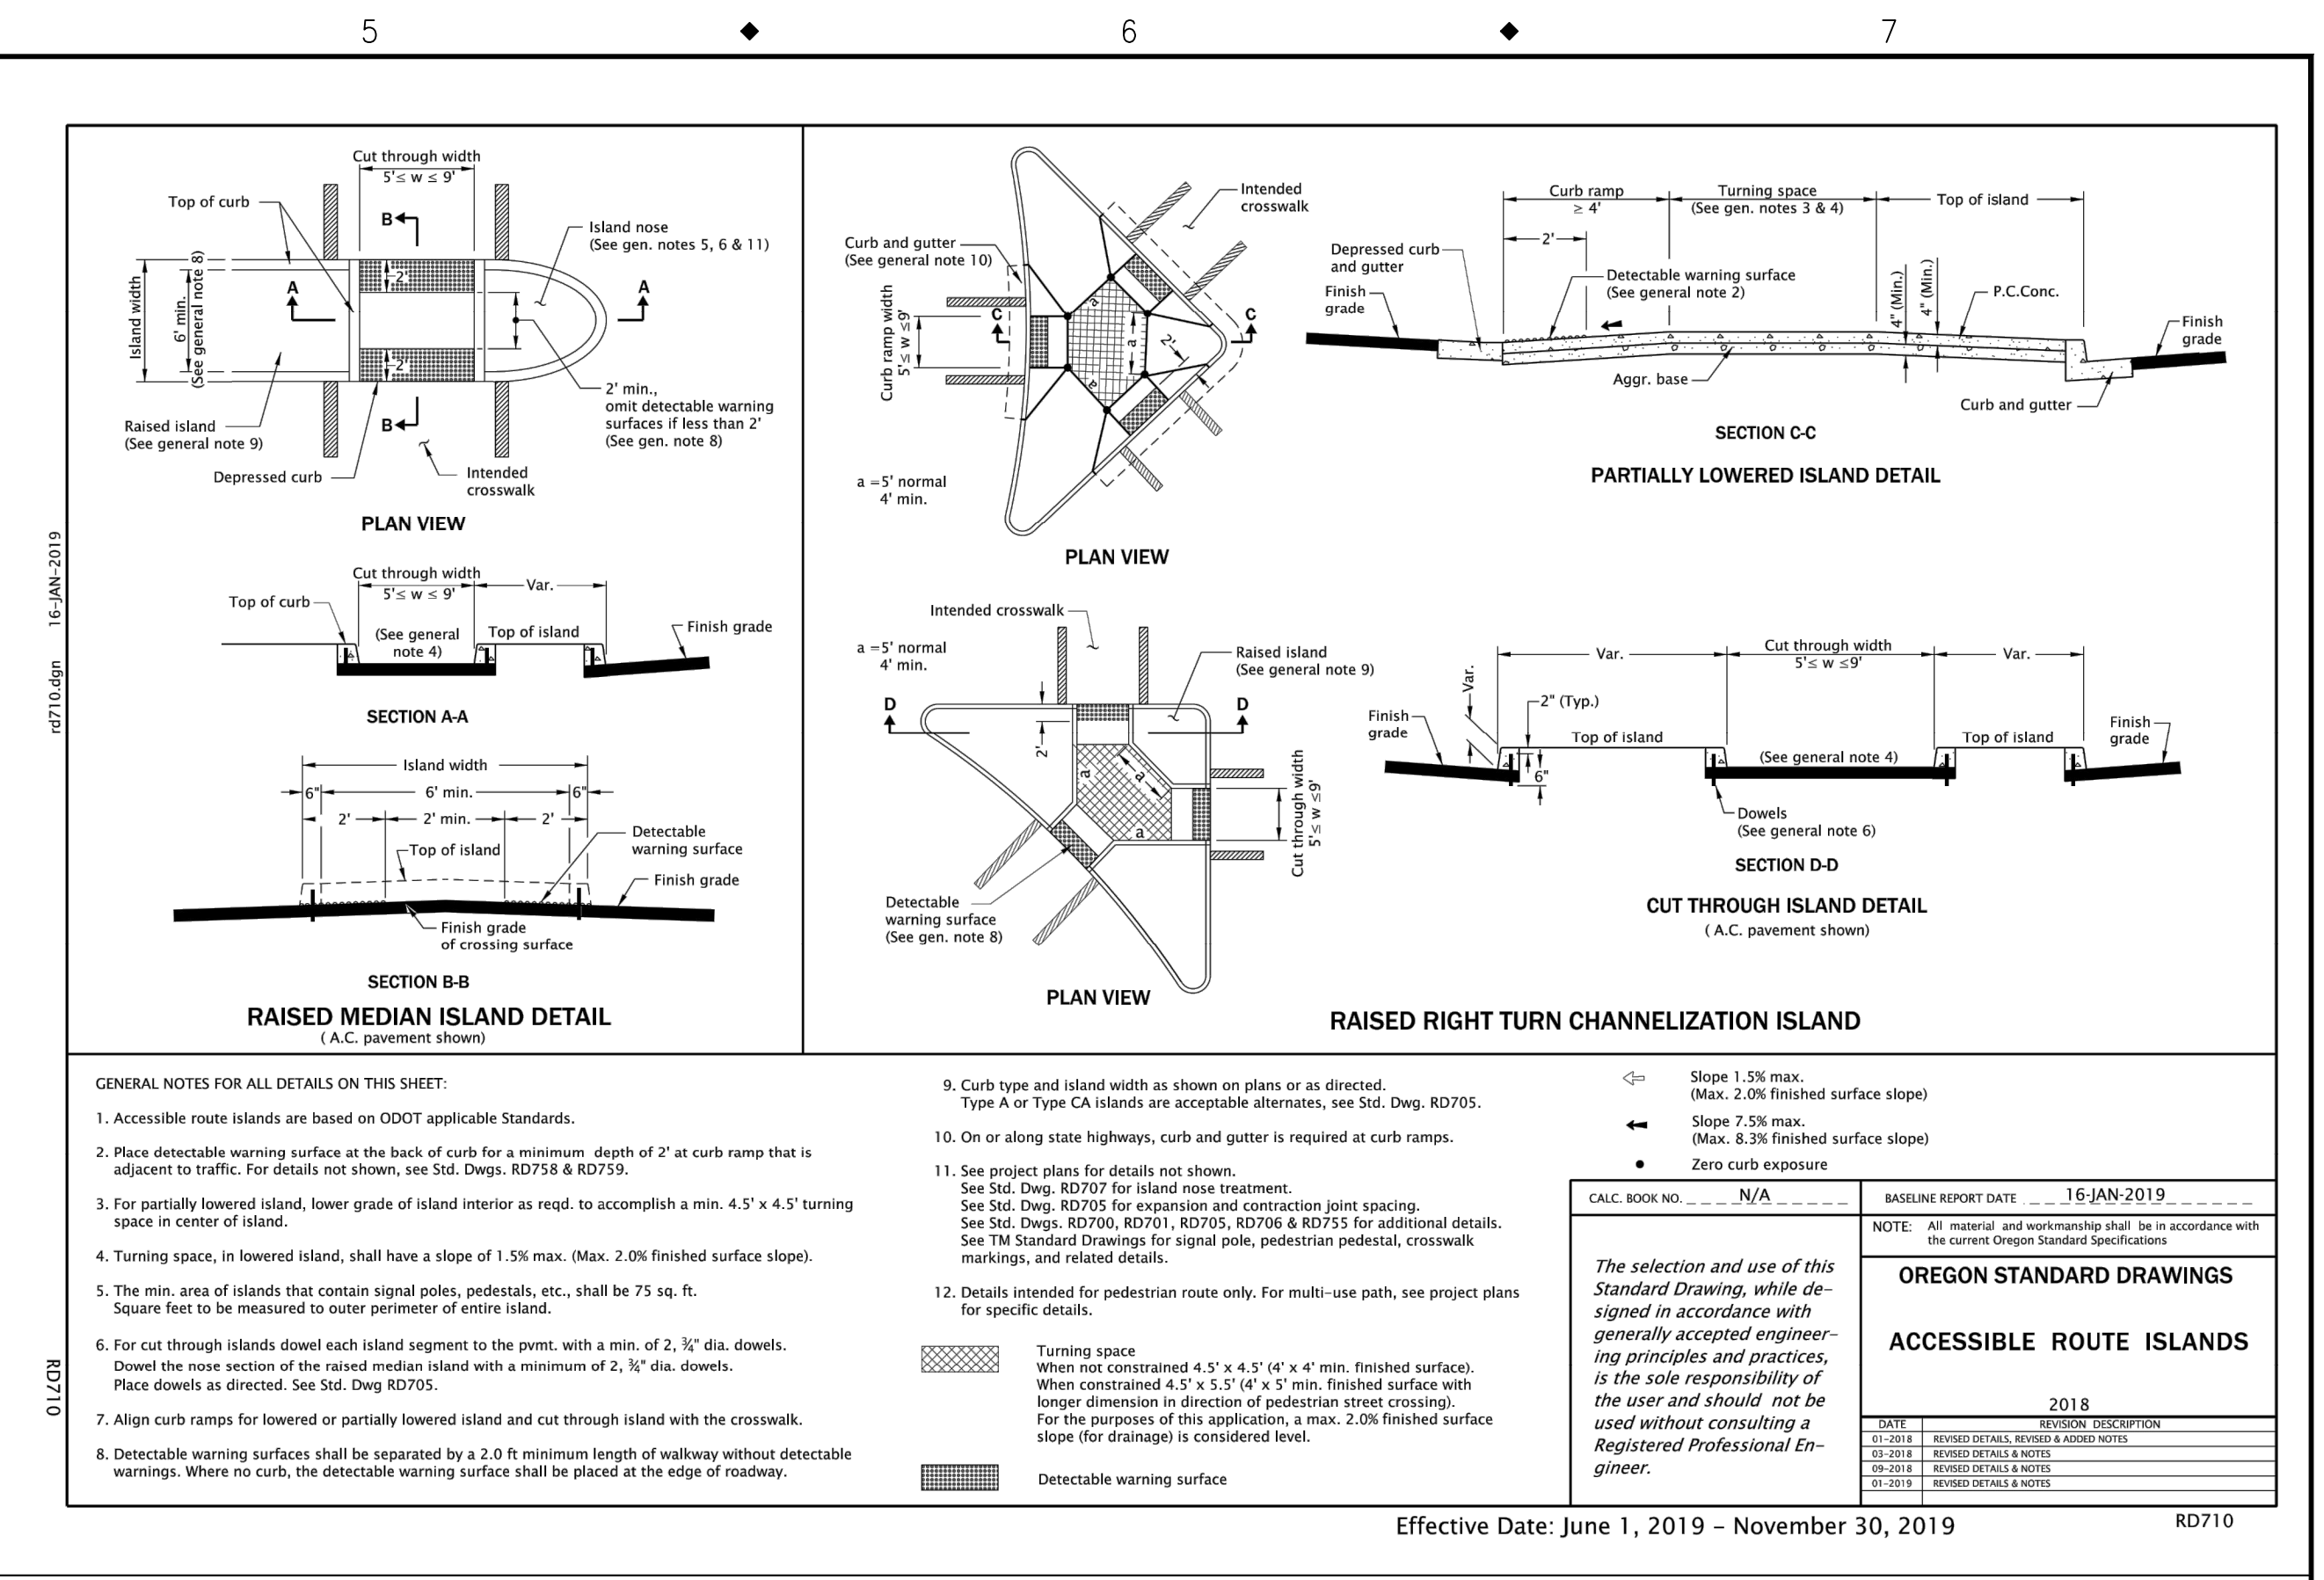 5
6
7
Cut through width
5'≤ w ≤ 9'
Top of curb
B
Island nose
(See gen. notes 5, 6 & 11)
Island width
6' min.
(See general note 8)
2'
A
A
2'
2' min.,
omit detectable warning
surfaces if less than 2'
(See gen. note 8)
Raised island
(See general note 9)
B
Depressed curb
Intended
crosswalk
PLAN VIEW
Cut through width
5'≤ w ≤ 9'
Var.
Top of curb
(See general
note 4)
Top of island
Finish grade
SECTION A-A
Island width
6"
6' min.
6"
2'
2' min.
2'
Detectable
warning surface
Top of island
Finish grade
Finish grade
of crossing surface
SECTION B-B
RAISED MEDIAN ISLAND DETAIL
( A.C. pavement shown)
Intended
crosswalk
Curb and gutter
(See general note 10)
Curb ramp width
5'≤ w ≤9'
C
C
a
a
a
2'
a =5' normal
4' min.
PLAN VIEW
Curb ramp
≥ 4'
Turning space
(See gen. notes 3 & 4)
Top of island
2'
Depressed curb
and gutter
Detectable warning surface
(See general note 2)
4" (Min.)
4" (Min.)
P.C.Conc.
Finish
grade
Finish
grade
Aggr. base
Curb and gutter
SECTION C-C
PARTIALLY LOWERED ISLAND DETAIL
Intended crosswalk
a =5' normal
4' min.
Raised island
(See general note 9)
D
D
2'
a
a
a
Cut through width
5'≤ w ≤9'
Detectable
warning surface
(See gen. note 8)
PLAN VIEW
Var.
Cut through width
5'≤ w ≤9'
Var.
Var.
2" (Typ.)
Finish
grade
Top of island
(See general note 4)
Top of island
Finish
grade
6"
Dowels
(See general note 6)
SECTION D-D
CUT THROUGH ISLAND DETAIL
( A.C. pavement shown)
RAISED RIGHT TURN CHANNELIZATION ISLAND
rd710.dgn 16-JAN-2019
RD710
GENERAL NOTES FOR ALL DETAILS ON THIS SHEET:
1. Accessible route islands are based on ODOT applicable Standards.
2. Place detectable warning surface at the back of curb for a minimum depth of 2' at curb ramp that is
adjacent to traffic. For details not shown, see Std. Dwgs. RD758 & RD759.
3. For partially lowered island, lower grade of island interior as reqd. to accomplish a min. 4.5' x 4.5' turning
space in center of island.
4. Turning space, in lowered island, shall have a slope of 1.5% max. (Max. 2.0% finished surface slope).
5. The min. area of islands that contain signal poles, pedestals, etc., shall be 75 sq. ft.
Square feet to be measured to outer perimeter of entire island.
6. For cut through islands dowel each island segment to the pvmt. with a min. of 2, ¾" dia. dowels.
Dowel the nose section of the raised median island with a minimum of 2, ¾" dia. dowels.
Place dowels as directed. See Std. Dwg RD705.
7. Align curb ramps for lowered or partially lowered island and cut through island with the crosswalk.
8. Detectable warning surfaces shall be separated by a 2.0 ft minimum length of walkway without detectable
warnings. Where no curb, the detectable warning surface shall be placed at the edge of roadway.
9. Curb type and island width as shown on plans or as directed.
Type A or Type CA islands are acceptable alternates, see Std. Dwg. RD705.
10. On or along state highways, curb and gutter is required at curb ramps.
11. See project plans for details not shown.
See Std. Dwg. RD707 for island nose treatment.
See Std. Dwg. RD705 for expansion and contraction joint spacing.
See Std. Dwgs. RD700, RD701, RD705, RD706 & RD755 for additional details.
See TM Standard Drawings for signal pole, pedestrian pedestal, crosswalk
markings, and related details.
12. Details intended for pedestrian route only. For multi-use path, see project plans
for specific details.
Turning space
When not constrained 4.5' x 4.5' (4' x 4' min. finished surface).
When constrained 4.5' x 5.5' (4' x 5' min. finished surface with
longer dimension in direction of pedestrian street crossing).
For the purposes of this application, a max. 2.0% finished surface
slope (for drainage) is considered level.
Detectable warning surface
Slope 1.5% max.
(Max. 2.0% finished surface slope)
Slope 7.5% max.
(Max. 8.3% finished surface slope)
Zero curb exposure
CALC. BOOK NO. N/A
BASELINE REPORT DATE 16-JAN-2019
The selection and use of this
Standard Drawing, while de-
signed in accordance with
generally accepted engineer-
ing principles and practices,
is the sole responsibility of
the user and should not be
used without consulting a
Registered Professional En-
gineer.
NOTE: All material and workmanship shall be in accordance with
the current Oregon Standard Specifications
OREGON STANDARD DRAWINGS
ACCESSIBLE ROUTE ISLANDS
2018
DATE REVISION DESCRIPTION
01-2018 REVISED DETAILS, REVISED & ADDED NOTES
03-2018 REVISED DETAILS & NOTES
09-2018 REVISED DETAILS & NOTES
01-2019 REVISED DETAILS & NOTES
Effective Date: June 1, 2019 – November 30, 2019
RD710